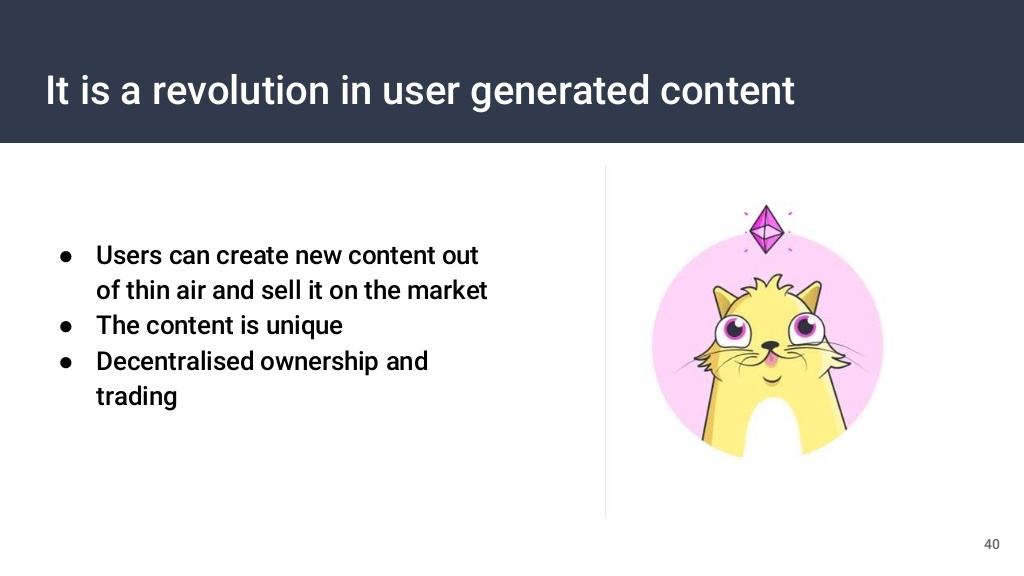 It is a revolution in user generated content
● Users can create new content out
of thin air and sell it on the market
● The content is unique
● Decentralised ownership and
trading
40